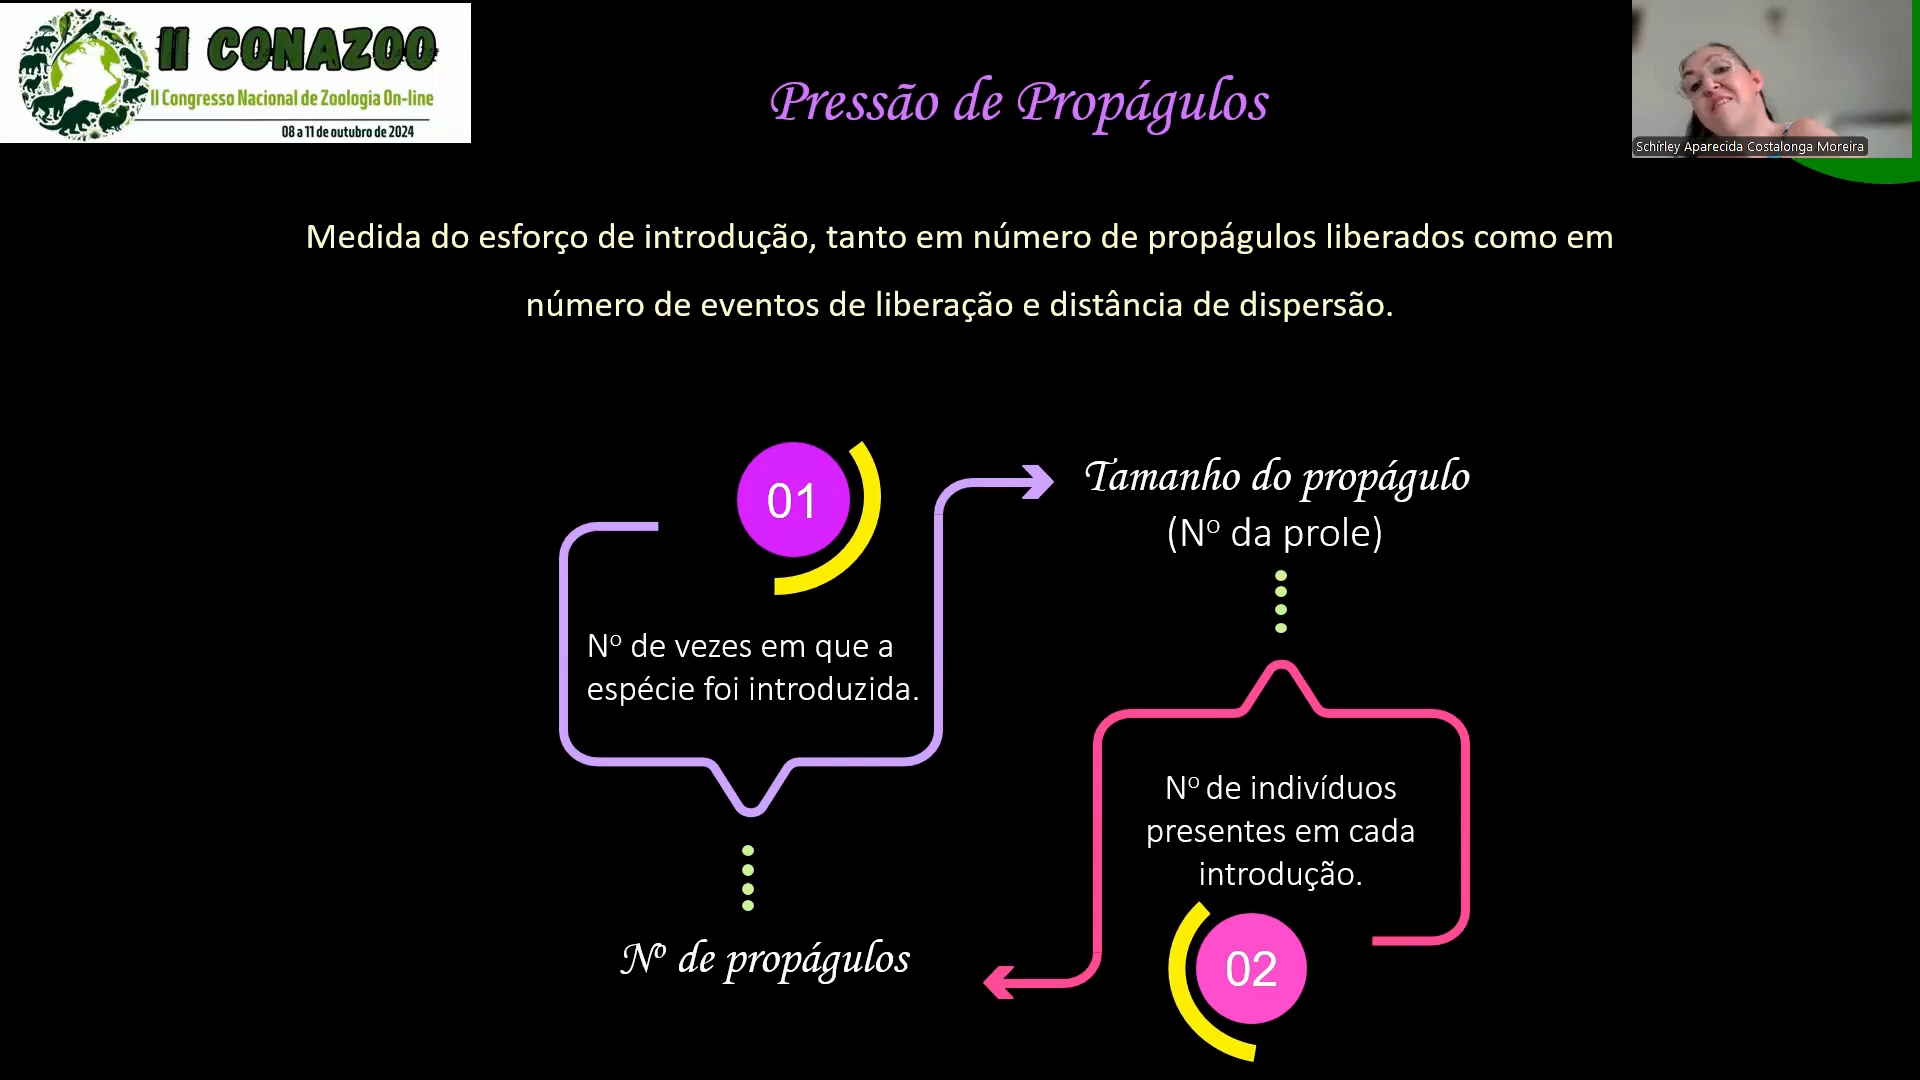 II CONAZOO
II Congresso Nacional de Zoologia On-line
08 a 11 de outubro de 2024
Pressão de Propágulos
Schírley Aparecida Costalonga Moreira
Medida do esforço de introdução, tanto em número de propágulos liberados como em
número de eventos de liberação e distância de dispersão.
01
Nº de vezes em que a
espécie foi introduzida.
Nº de propágulos
Tamanho do propágulo
(Nº da prole)
Nº de indivíduos
presentes em cada
introdução.
02